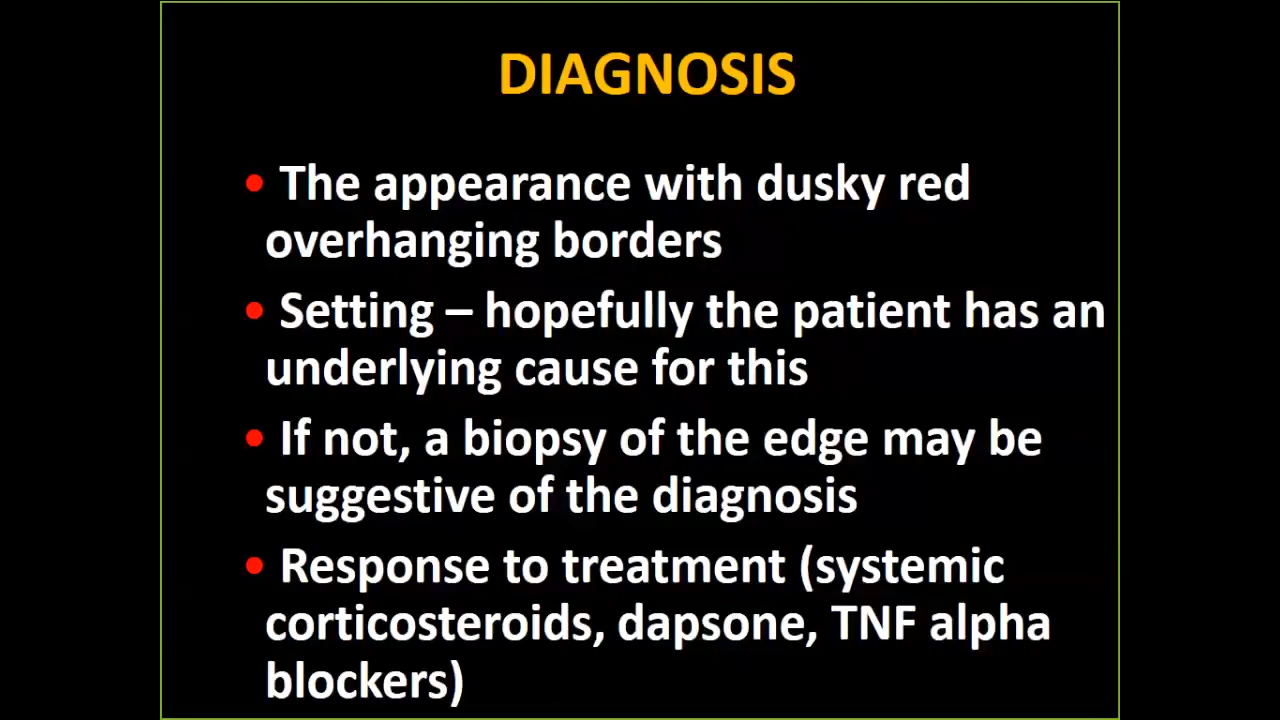 DIAGNOSIS
• The appearance with dusky red
overhanging borders
• Setting – hopefully the patient has an
underlying cause for this
• If not, a biopsy of the edge may be
suggestive of the diagnosis
• Response to treatment (systemic
corticosteroids, dapsone, TNF alpha
blockers)